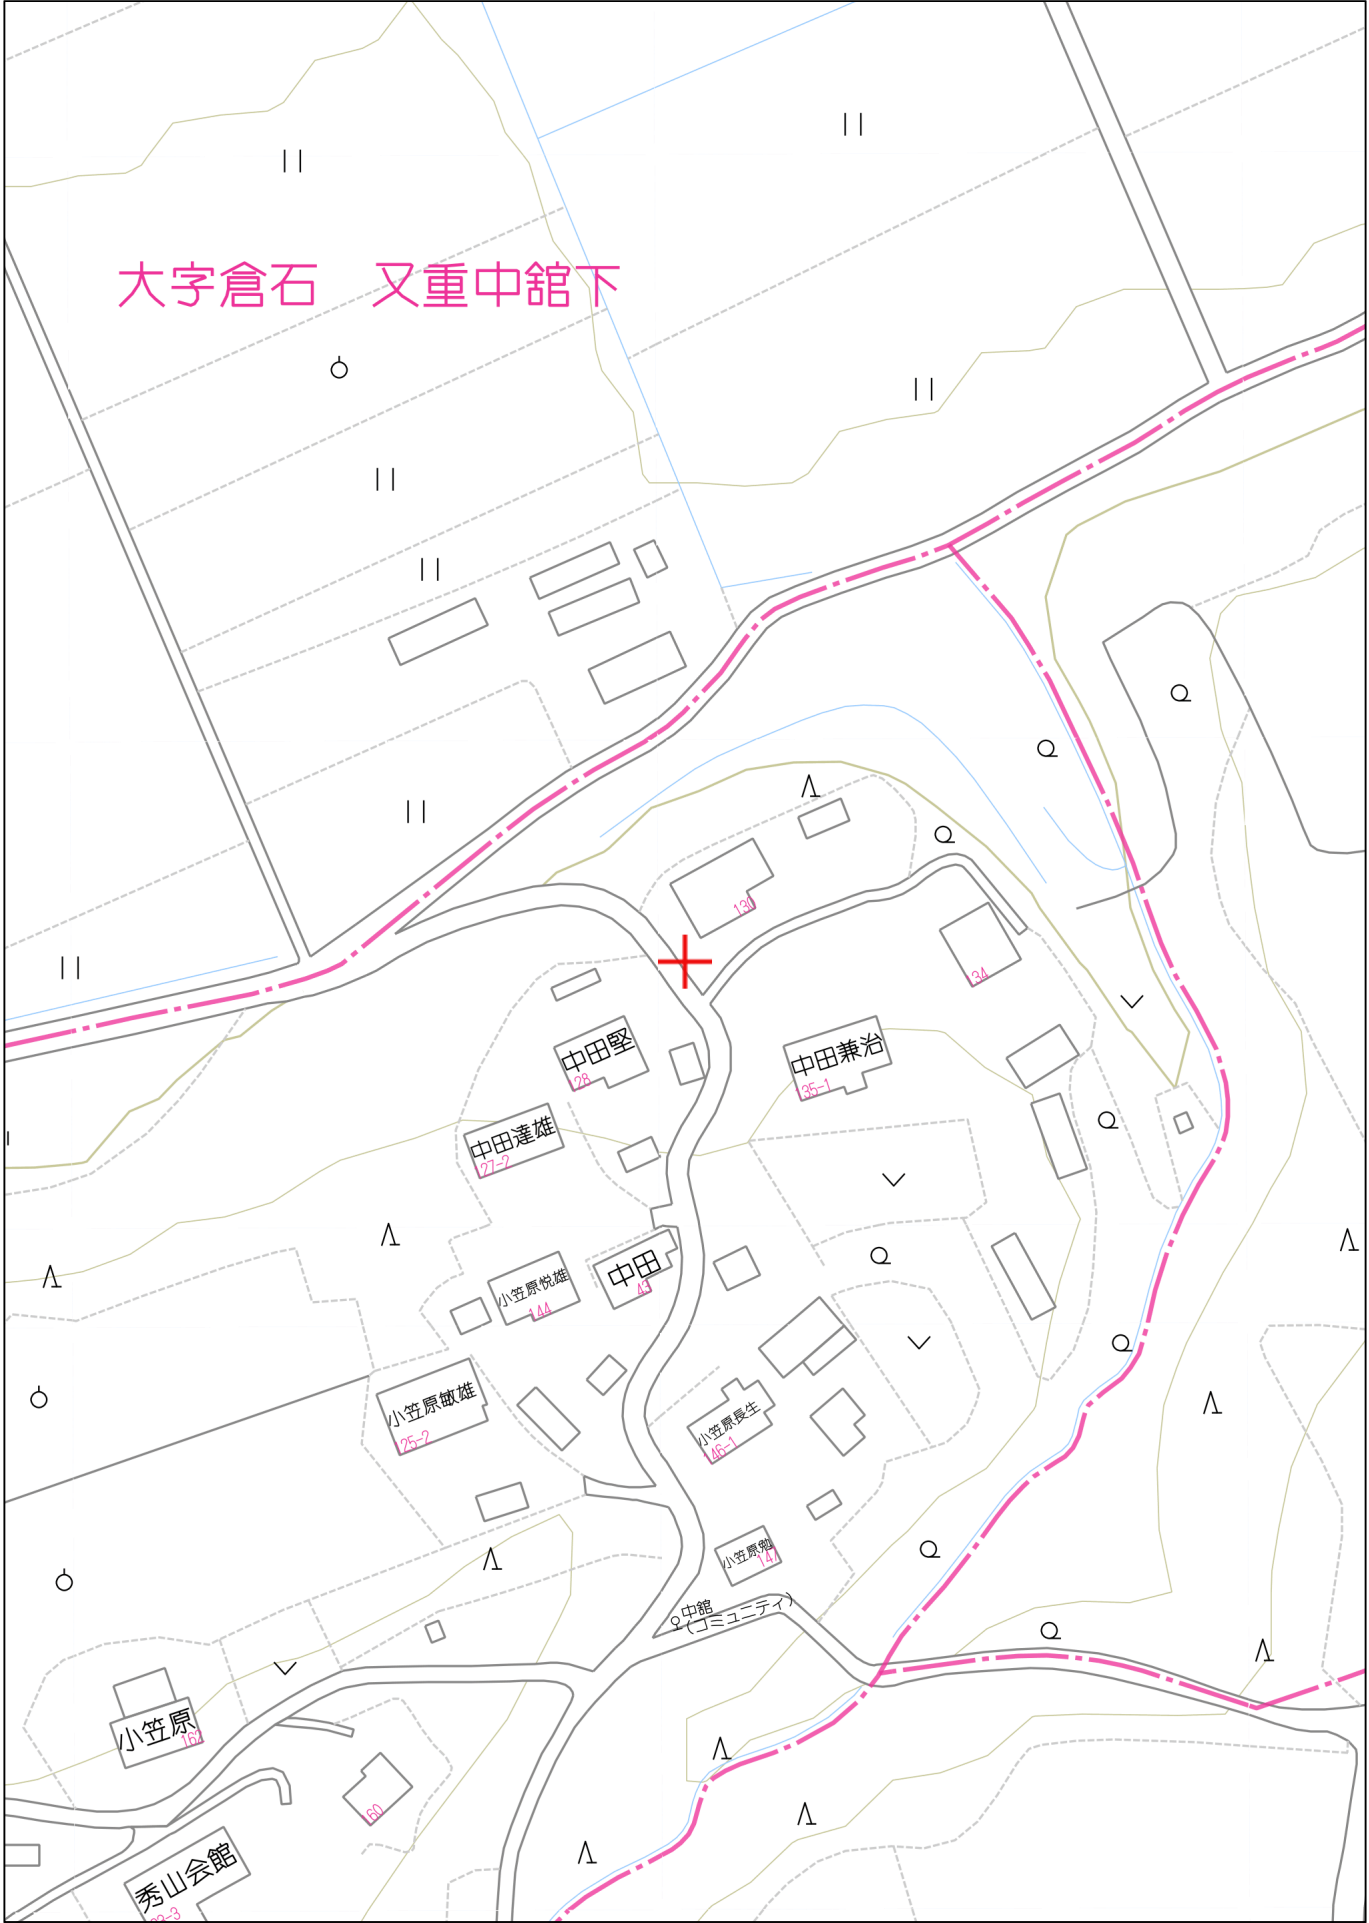 大字倉石　又重中舘下
130
134
中田堅
128
中田兼治
135-1
中田達雄
127-2
小笠原悦雄
144
中田
43
小笠原敏雄
125-2
小笠原長生
146-1
小笠原勉
147
中舘
(コミュニティ)
小笠原
162
160
秀山会館